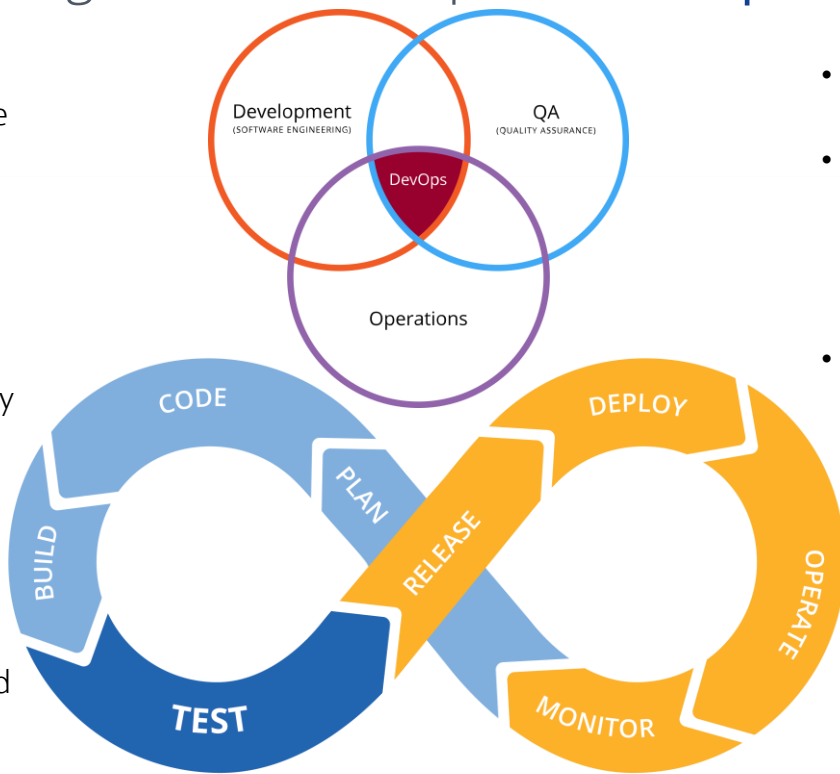 Development
(SOFTWARE ENGINEERING)
QA
(QUALITY ASSURANCE)
DevOps
Operations
CODE
DEPLOY
PLAN
RELEASE
BUILD
OPERATE
TEST
MONITOR